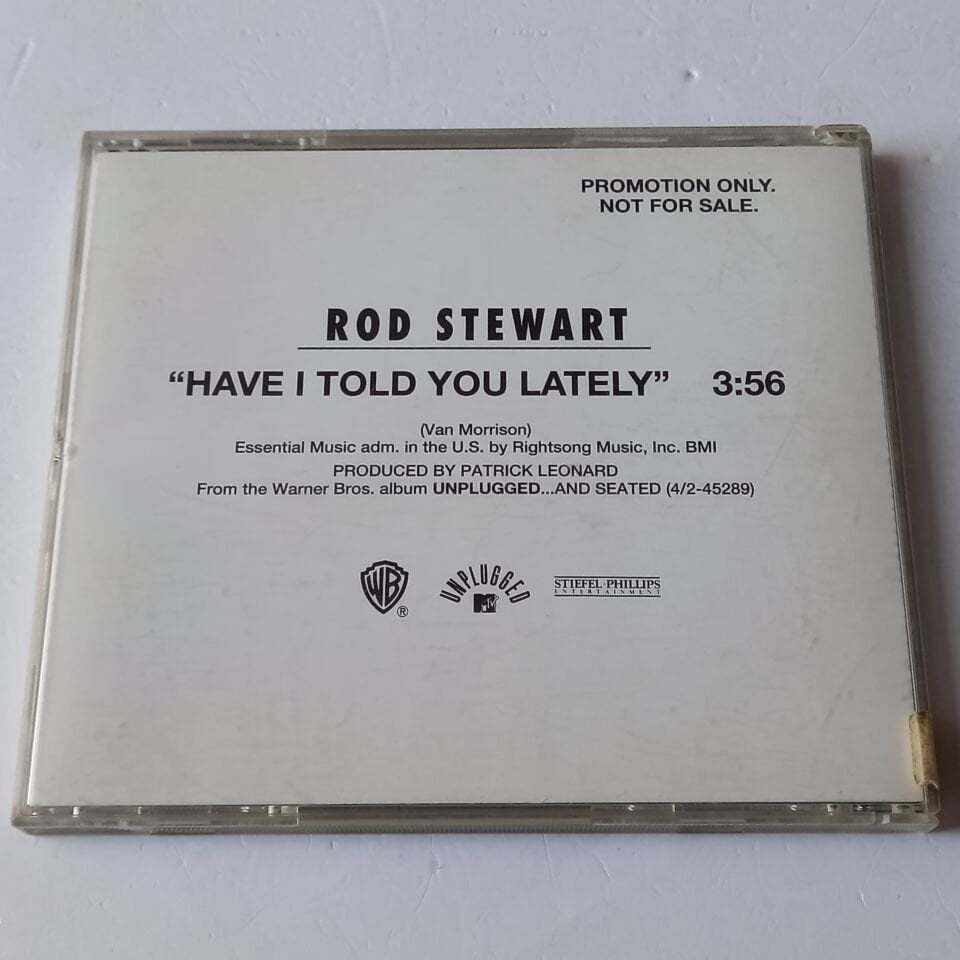 PROMOTION ONLY.
NOT FOR SALE.
ROD STEWART
“HAVE I TOLD YOU LATELY” 3:56
(Van Morrison)
Essential Music adm. in the U.S. by Rightsong Music, Inc. BMI
PRODUCED BY PATRICK LEONARD
From the Warner Bros. album UNPLUGGED...AND SEATED (4/2-45289)
WB ®
UNPLUGGED
MTV
STIEFEL·PHILLIPS
ENTERTAINMENT